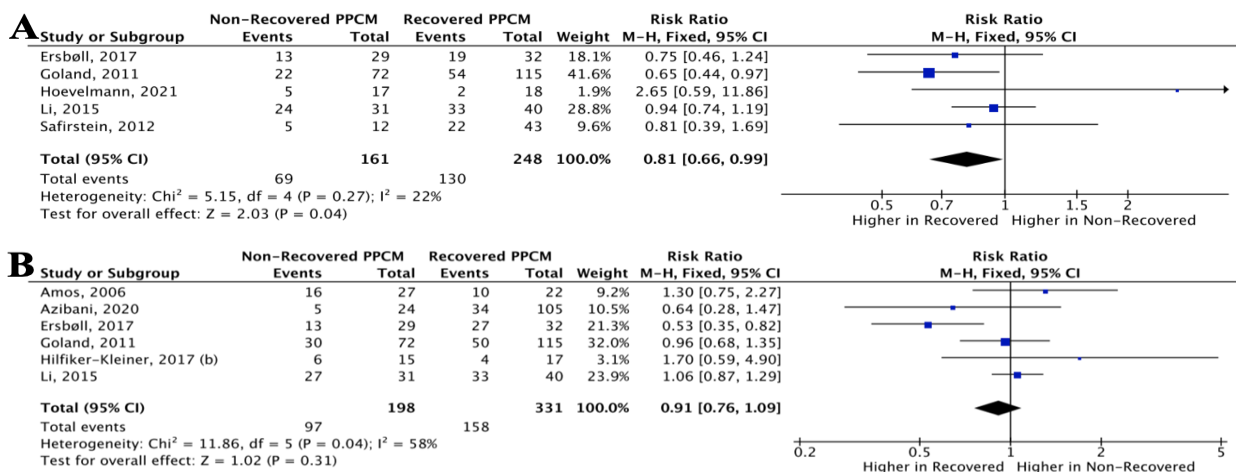 A
Non-Recovered PPCM Recovered PPCM Risk Ratio Risk Ratio
Study or Subgroup Events Total Events Total Weight M-H, Fixed, 95% CI M-H, Fixed, 95% CI
Ersbøll, 2017 13 29 19 32 18.1% 0.75 [0.46, 1.24]
Goland, 2011 22 72 54 115 41.6% 0.65 [0.44, 0.97]
Hoevelmann, 2021 5 17 2 18 1.9% 2.65 [0.59, 11.86]
Li, 2015 24 31 33 40 28.8% 0.94 [0.74, 1.19]
Safirstein, 2012 5 12 22 43 9.6% 0.81 [0.39, 1.69]
Total (95% CI) 161 248 100.0% 0.81 [0.66, 0.99]
Total events 69 130
Heterogeneity: Chi² = 5.15, df = 4 (P = 0.27); I² = 22%
Test for overall effect: Z = 2.03 (P = 0.04)
0.5 0.7 1 1.5 2
Higher in Recovered Higher in Non-Recovered
B
Non-Recovered PPCM Recovered PPCM Risk Ratio Risk Ratio
Study or Subgroup Events Total Events Total Weight M-H, Fixed, 95% CI M-H, Fixed, 95% CI
Amos, 2006 16 27 10 22 9.2% 1.30 [0.75, 2.27]
Azibani, 2020 5 24 34 105 10.5% 0.64 [0.28, 1.47]
Ersbøll, 2017 13 29 27 32 21.3% 0.53 [0.35, 0.82]
Goland, 2011 30 72 50 115 32.0% 0.96 [0.68, 1.35]
Hilfiker-Kleiner, 2017 (b) 6 15 4 17 3.1% 1.70 [0.59, 4.90]
Li, 2015 27 31 33 40 23.9% 1.06 [0.87, 1.29]
Total (95% CI) 198 331 100.0% 0.91 [0.76, 1.09]
Total events 97 158
Heterogeneity: Chi² = 11.86, df = 5 (P = 0.04); I² = 58%
Test for overall effect: Z = 1.02 (P = 0.31)
0.2 0.5 1 2 5
Higher in Recovered Higher in Non-Recovered